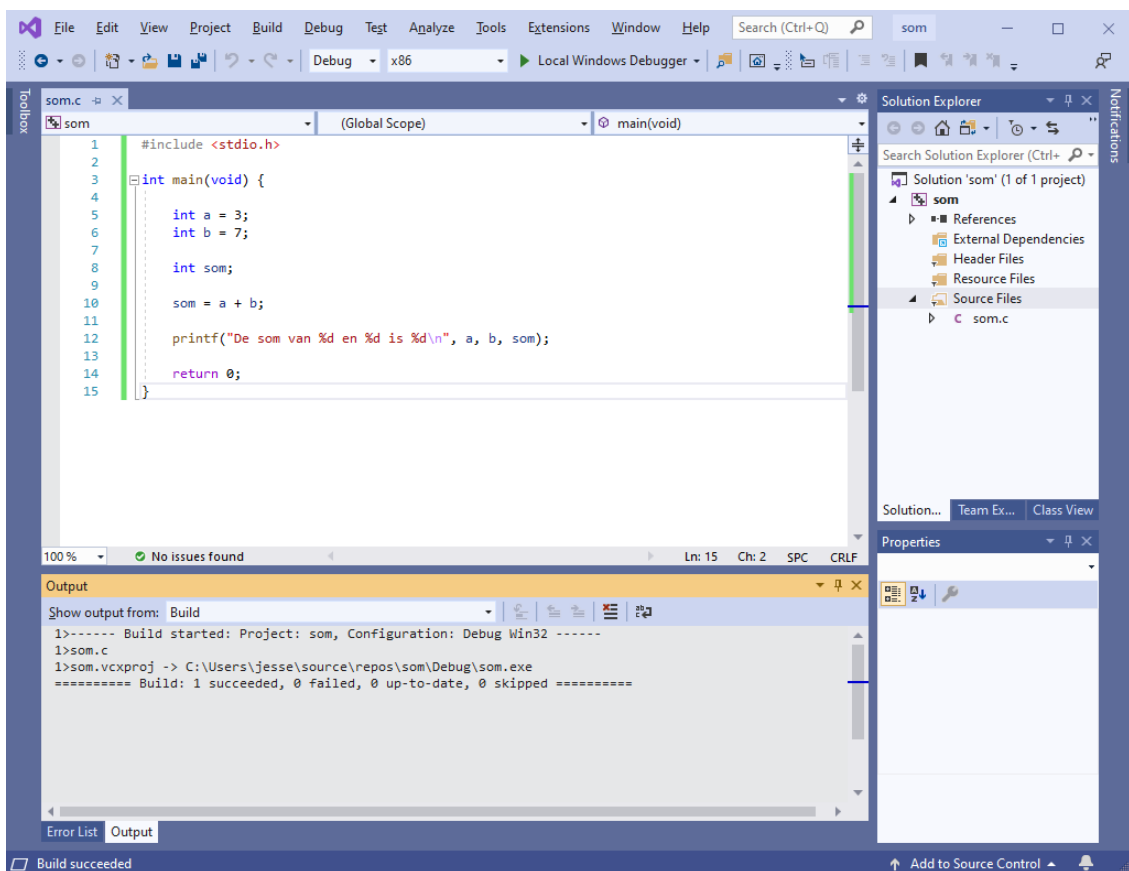 File Edit View Project Build Debug Test Analyze Tools Extensions Window Help Search (Ctrl+Q) som
Debug x86 Local Windows Debugger
Toolbox
som.c
som (Global Scope) main(void)
1 #include <stdio.h>
2
3 int main(void) {
4
5 int a = 3;
6 int b = 7;
7
8 int som;
9
10 som = a + b;
11
12 printf("De som van %d en %d is %d\n", a, b, som);
13
14 return 0;
15 }
100 % No issues found Ln: 15 Ch: 2 SPC CRLF
Output
Show output from: Build
1>------ Build started: Project: som, Configuration: Debug Win32 ------
1>som.c
1>som.vcxproj -> C:\Users\jesse\source\repos\som\Debug\som.exe
========== Build: 1 succeeded, 0 failed, 0 up-to-date, 0 skipped ==========
Error List Output
Solution Explorer
Search Solution Explorer (Ctrl+
Solution 'som' (1 of 1 project)
som
References
External Dependencies
Header Files
Resource Files
Source Files
C som.c
Solution... Team Ex... Class View
Properties
Notifications
Build succeeded Add to Source Control